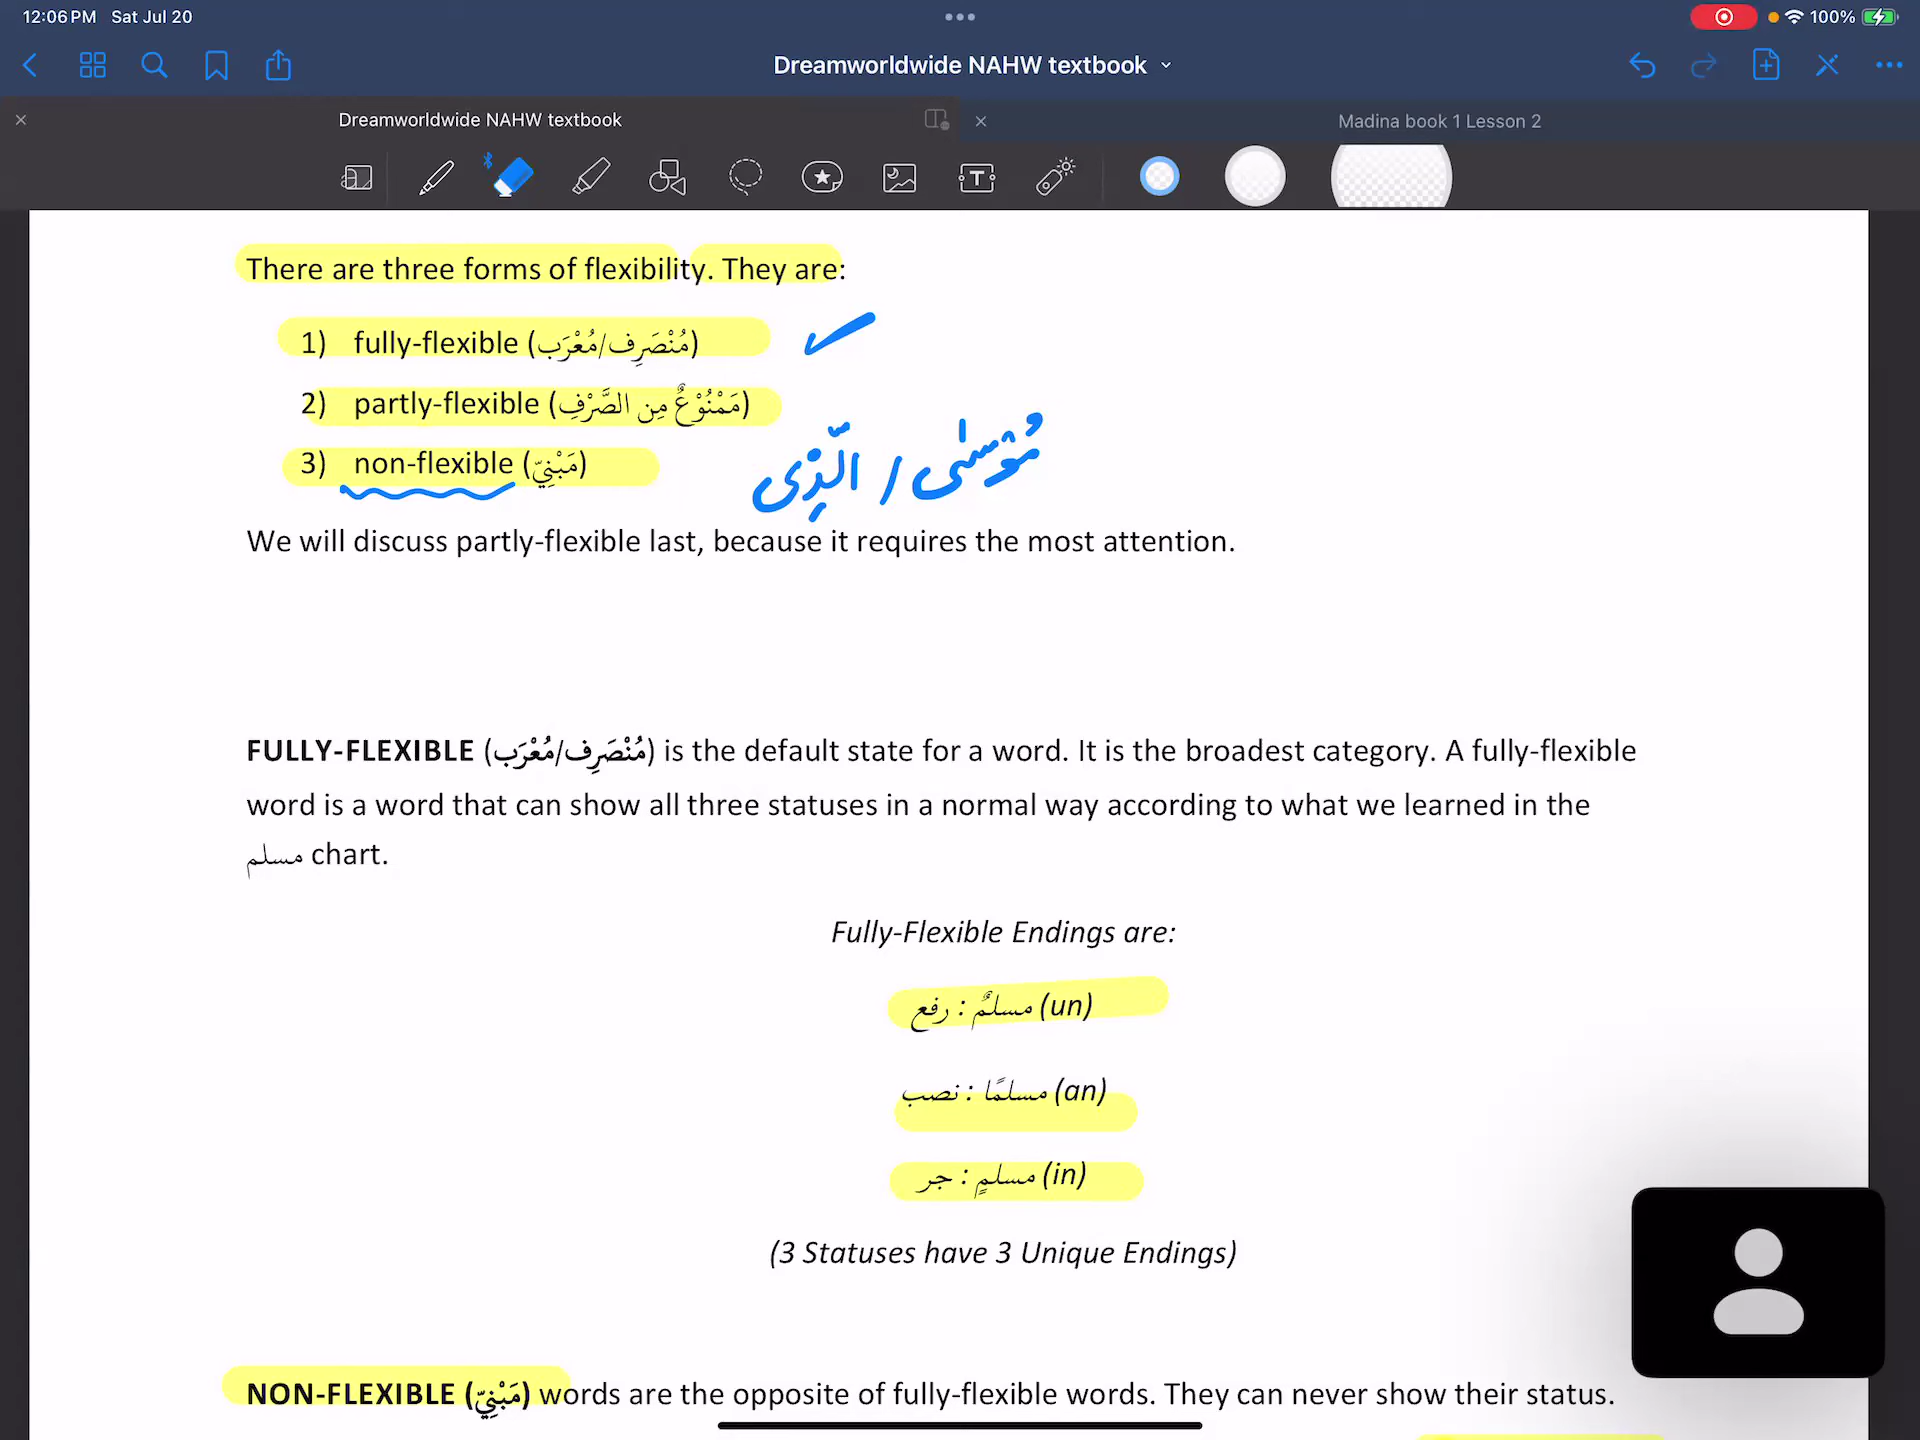 12:06 PM Sat Jul 20
100%
Dreamworldwide NAHW textbook
Dreamworldwide NAHW textbook
Madina book 1 Lesson 2
There are three forms of flexibility. They are:
1) fully-flexible (مُنْصَرِف/مُعْرَب)
2) partly-flexible (مَمْنُوْعٌ مِن الصَّرْفِ)
3) non-flexible (مَبْنِيّ)
مُوْسٰى / الَّذِى
We will discuss partly-flexible last, because it requires the most attention.
FULLY-FLEXIBLE (مُنْصَرِف/مُعْرَب) is the default state for a word. It is the broadest category. A fully-flexible
word is a word that can show all three statuses in a normal way according to what we learned in the
مسلم chart.
Fully-Flexible Endings are:
رفع : مسلمٌ (un)
نصب : مسلمًا (an)
جر : مسلمٍ (in)
(3 Statuses have 3 Unique Endings)
NON-FLEXIBLE (مَبْنِيّ) words are the opposite of fully-flexible words. They can never show their status.